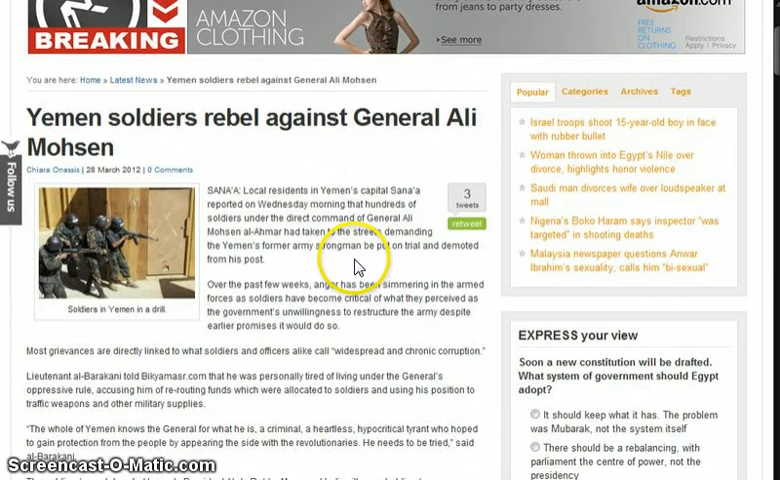 from jeans to party dresses.
amazon.com
AMAZON
CLOTHING
›See more
FREE
RETURNS
ON
CLOTHING
Restrictions
Apply | Privacy
BREAKING
You are here: Home » Latest News » Yemen soldiers rebel against General Ali Mohsen
Yemen soldiers rebel against General Ali
Mohsen
Chiara Onassis | 28 March 2012 | 0 Comments
Follow us
SANA'A: Local residents in Yemen's capital Sana'a
reported on Wednesday morning that hundreds of
soldiers under the direct command of General Ali
Mohsen al-Ahmar had taken to the streets demanding
the Yemen's former army strongman be put on trial and demoted
from his post.
3
tweets
retweet
Over the past few weeks, anger has been simmering in the armed
forces as soldiers have become critical of what they perceived as
the government's unwillingness to restructure the army despite
earlier promises it would do so.
Soldiers in Yemen in a drill.
Most grievances are directly linked to what soldiers and officers alike call "widespread and chronic corruption."
Lieutenant al-Barakani told Bikyamasr.com that he was personally tired of living under the General's
oppressive rule, accusing him of re-routing funds which were allocated to soldiers and using his position to
traffic weapons and other military supplies.
"The whole of Yemen knows the General for what he is, a criminal, a heartless, hypocritical tyrant who hoped
to gain protection from the people by appearing the side with the revolutionaries. He needs to be tried," said
al-Barakani.
Popular Categories Archives Tags
Israel troops shoot 15-year-old boy in face
with rubber bullet
Woman thrown into Egypt's Nile over
divorce, highlights honor violence
Saudi man divorces wife over loudspeaker at
mall
Nigeria's Boko Haram says inspector "was
targeted" in shooting deaths
Malaysia newspaper questions Anwar
Ibrahim's sexuality, calls him "bi-sexual"
EXPRESS your view
Soon a new constitution will be drafted.
What system of government should Egypt
adopt?
It should keep what it has. The problem
was Mubarak, not the system itself
There should be a rebalancing, with
parliament the centre of power, not the
presidency
Screencast-O-Matic.com